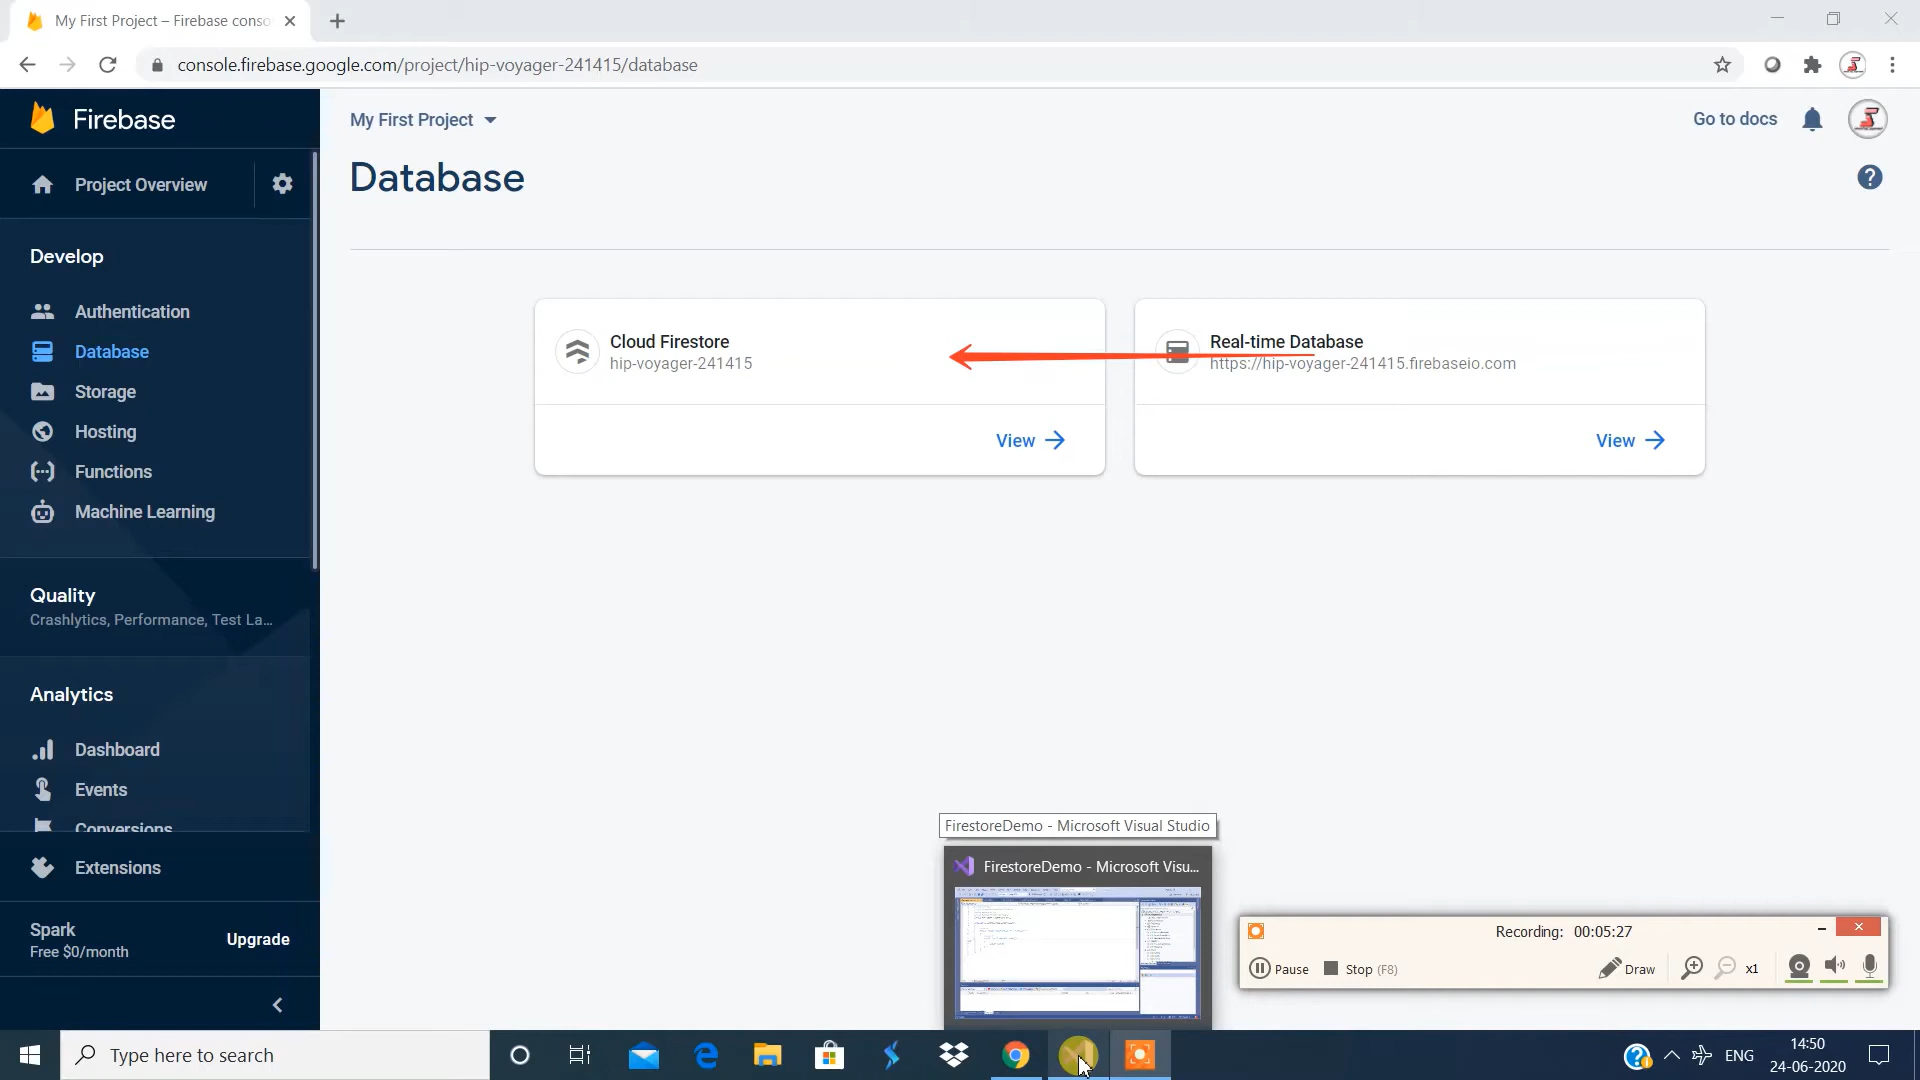 My First Project – Firebase conso
console.firebase.google.com/project/hip-voyager-241415/database
Firebase
My First Project
Go to docs
Project Overview
Database
Develop
Authentication
Database
Storage
Hosting
Functions
Machine Learning
Cloud Firestore
hip-voyager-241415
View
Real-time Database
https://hip-voyager-241415.firebaseio.com
View
Quality
Crashlytics, Performance, Test La...
Analytics
Dashboard
Events
Conversions
Extensions
Spark
Free $0/month
Upgrade
FirestoreDemo - Microsoft Visual Studio
FirestoreDemo - Microsoft Visu...
Recording: 00:05:27
Pause
Stop (F8)
Draw
x1
Type here to search
ENG
14:50
24-06-2020